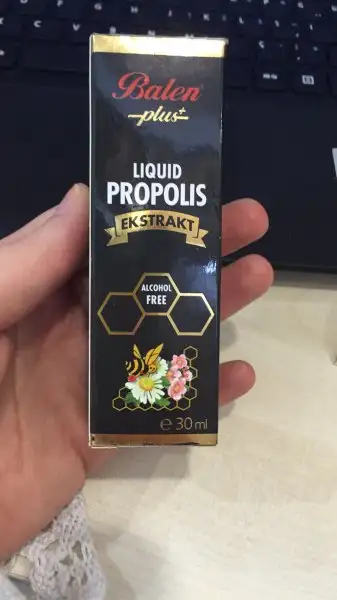 Balen
plus+
LIQUID
PROPOLIS
EKSTRAKT
ALCOHOL
FREE
e 30 ml